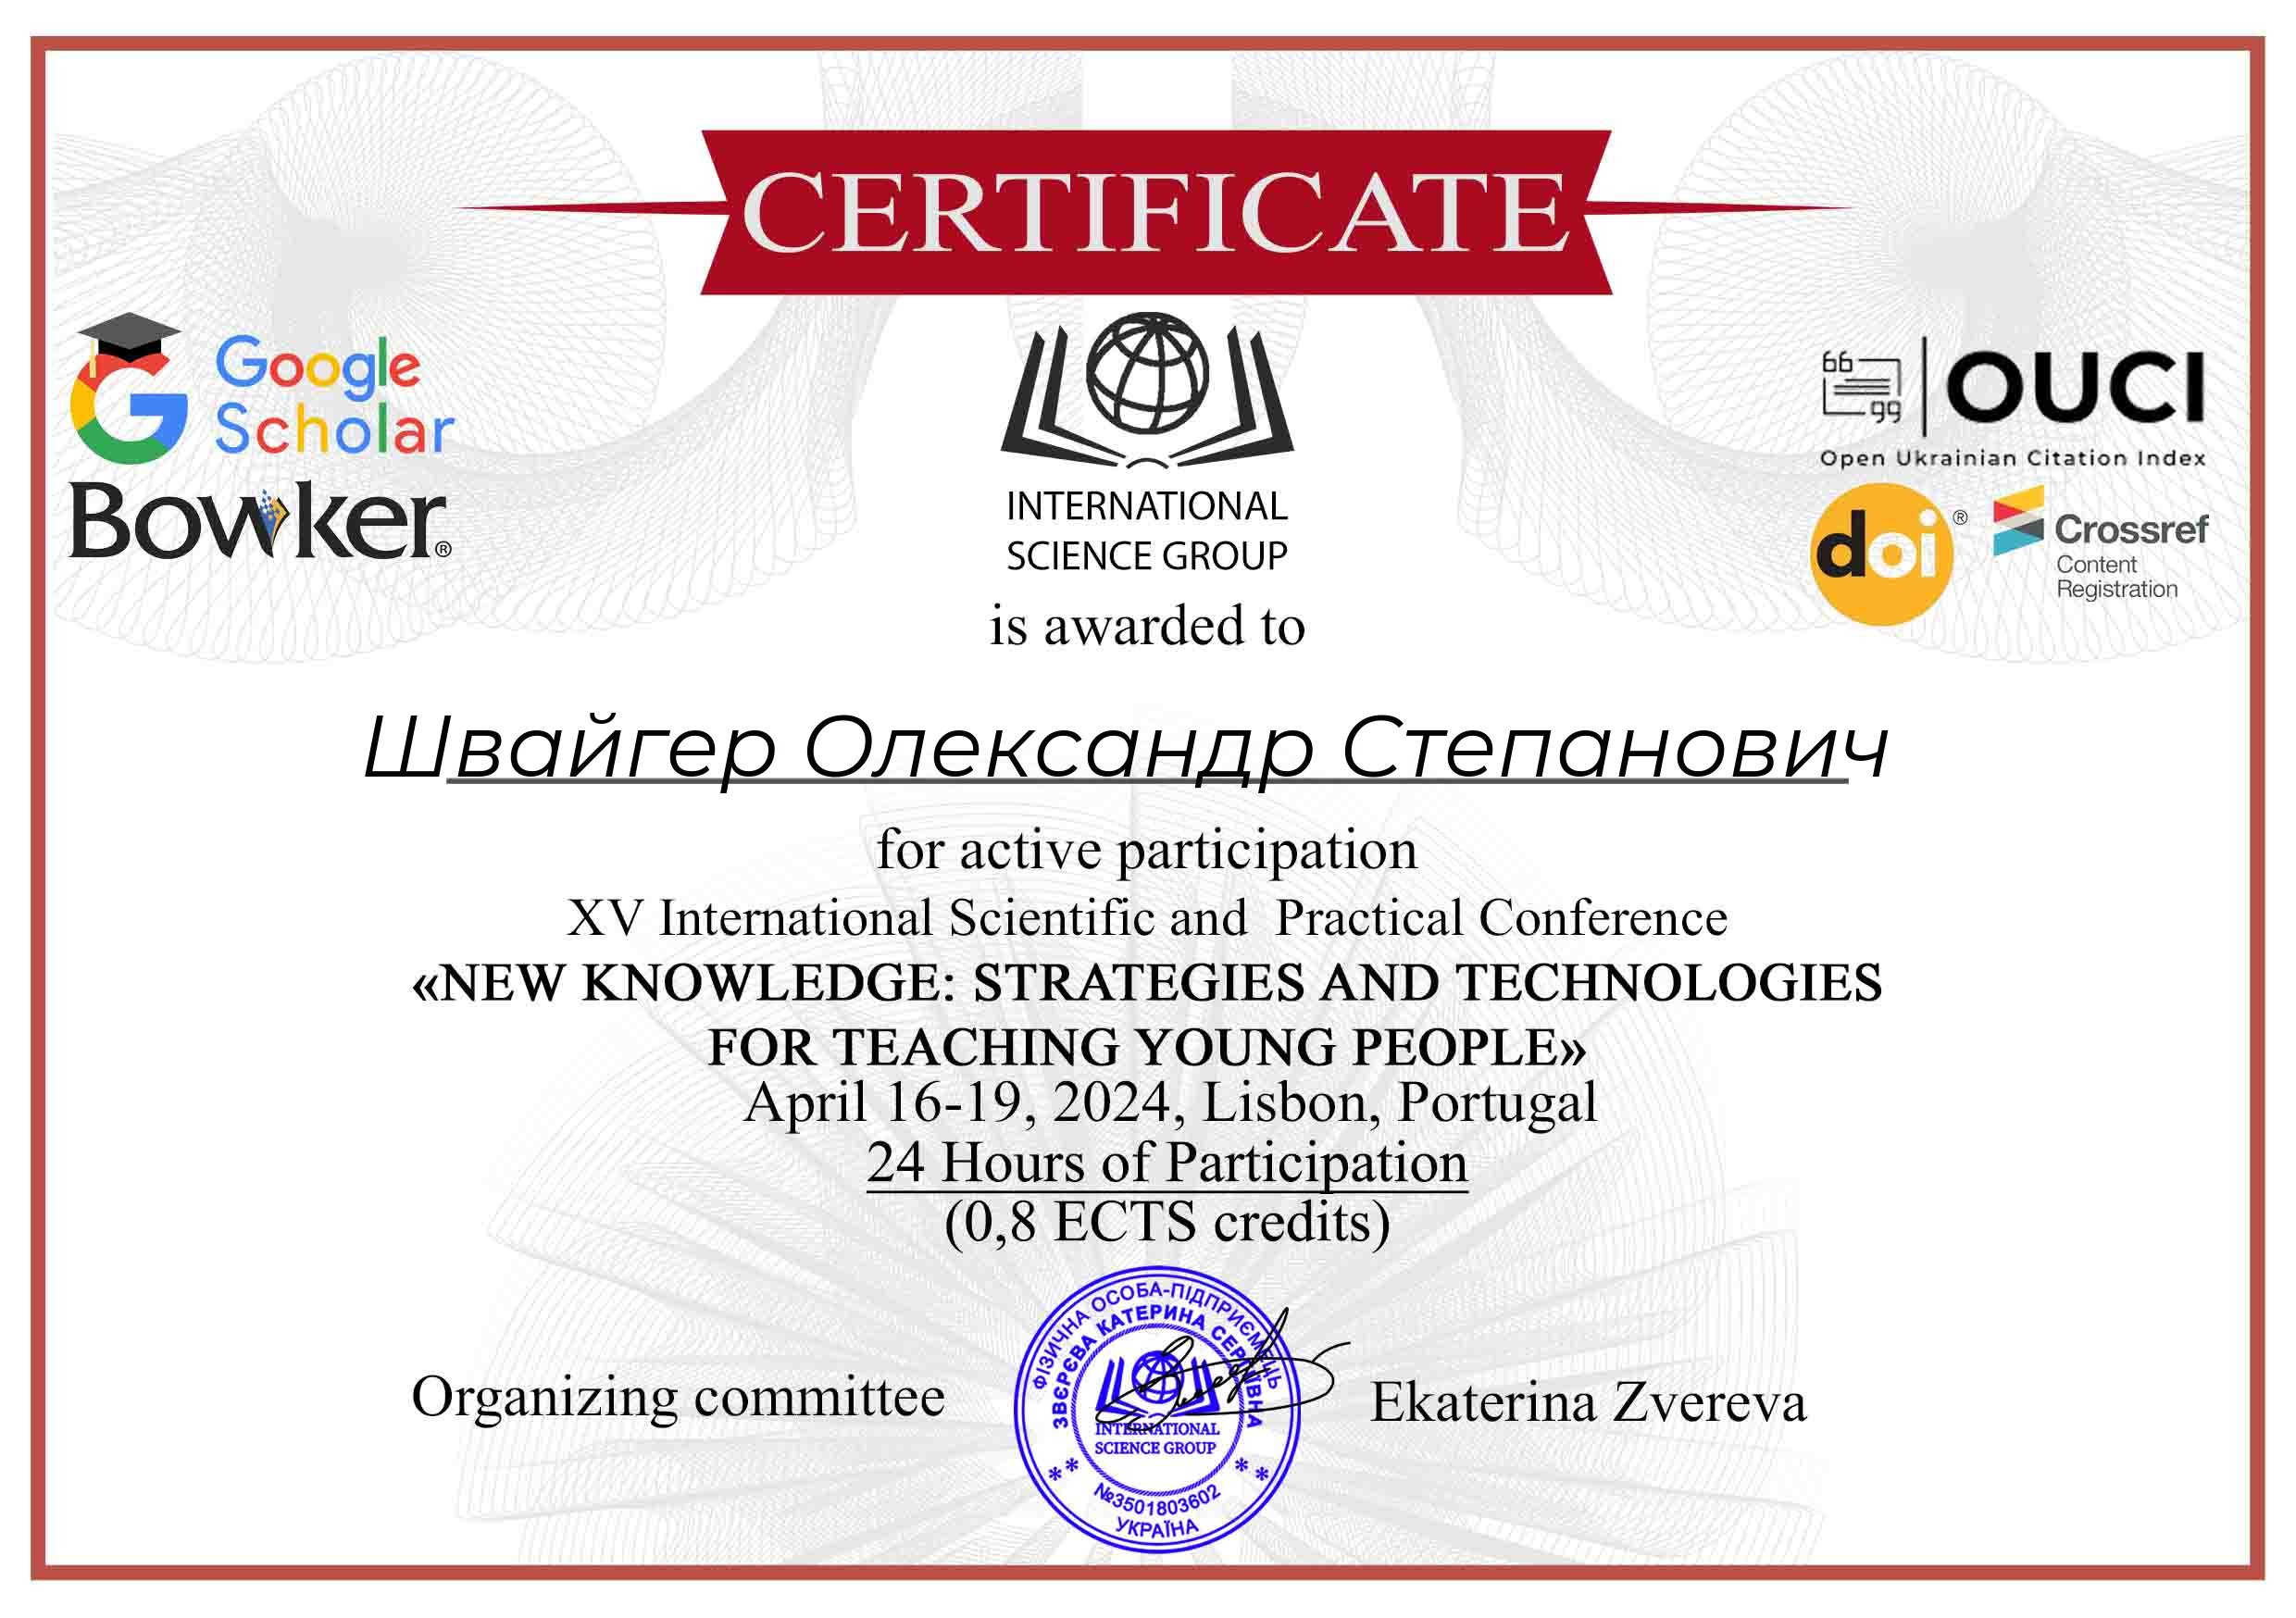 CERTIFICATE
Google
Scholar
Bowker®
INTERNATIONAL
SCIENCE GROUP
66 99 OUCI
Open Ukrainian Citation Index
doi®
Crossref
Content
Registration
is awarded to
Швайгер Олександр Степанович
for active participation
XV International Scientific and Practical Conference
«NEW KNOWLEDGE: STRATEGIES AND TECHNOLOGIES
FOR TEACHING YOUNG PEOPLE»
April 16-19, 2024, Lisbon, Portugal
24 Hours of Participation
(0,8 ECTS credits)
Organizing committee
ФІЗИЧНА ОСОБА-ПІДПРИЄМЕЦЬ
ЗВЄРЄВА КАТЕРИНА СЕРГІЇВНА
INTERNATIONAL
SCIENCE GROUP
№3501803602
УКРАЇНА
Ekaterina Zvereva